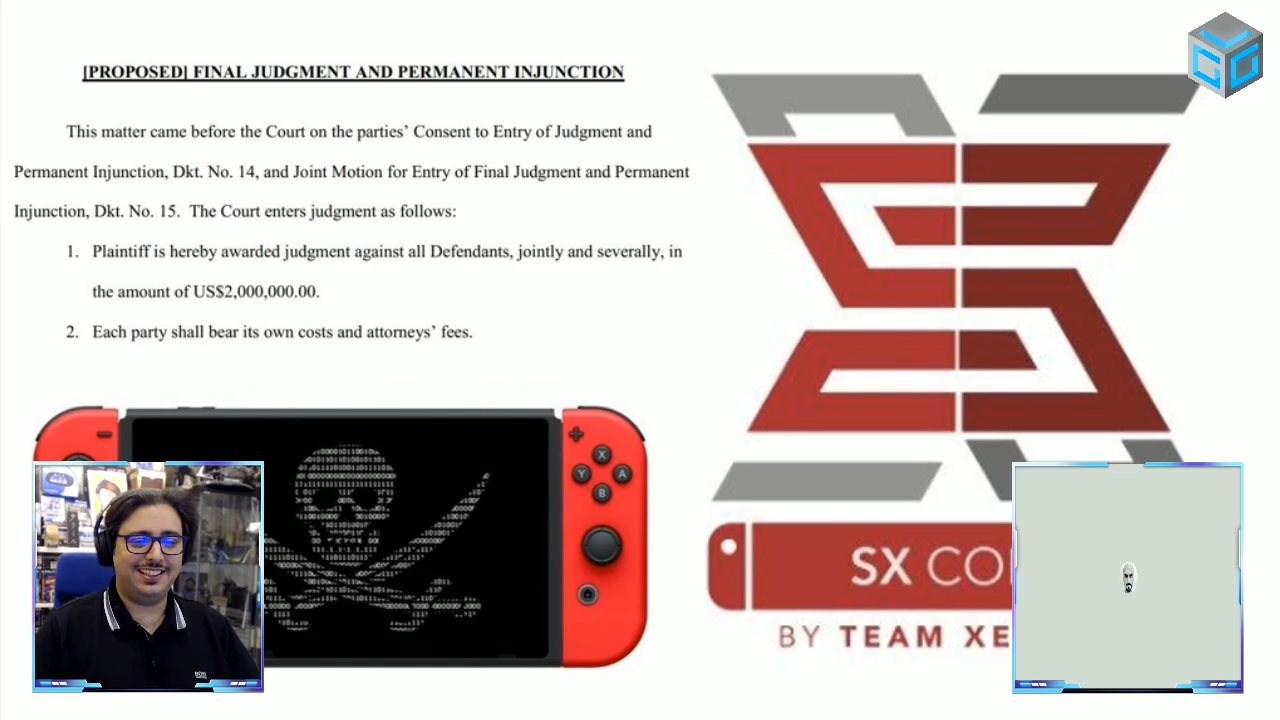 [PROPOSED] FINAL JUDGMENT AND PERMANENT INJUNCTION
This matter came before the Court on the parties’ Consent to Entry of Judgment and
Permanent Injunction, Dkt. No. 14, and Joint Motion for Entry of Final Judgment and Permanent
Injunction, Dkt. No. 15. The Court enters judgment as follows:
1. Plaintiff is hereby awarded judgment against all Defendants, jointly and severally, in
the amount of US$2,000,000.00.
2. Each party shall bear its own costs and attorneys’ fees.
X
Y
A
B
SX CO
BY TEAM XE